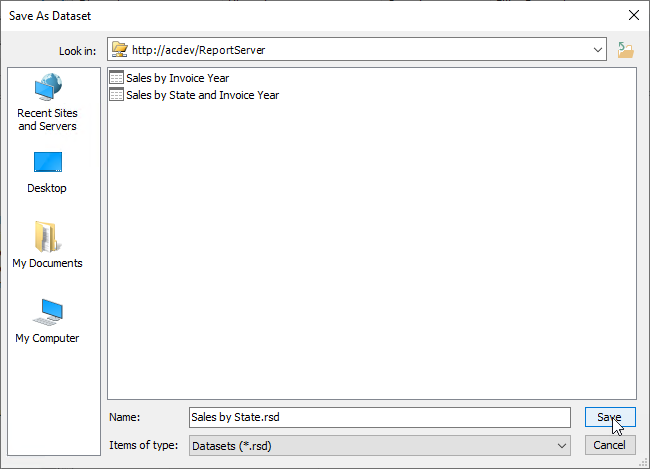 Save As Dataset
Look in:
http://acdev/ReportServer
Recent Sites
and Servers
Desktop
My Documents
My Computer
Sales by Invoice Year
Sales by State and Invoice Year
Name:
Sales by State.rsd
Save
Items of type:
Datasets (*.rsd)
Cancel